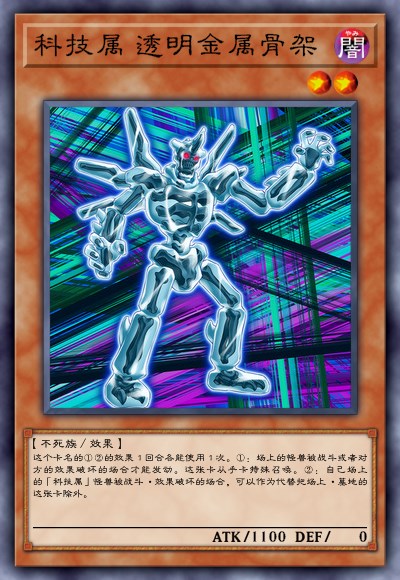 科技属 透明金属骨架
やみ
闇
【不死族/效果】
这个卡名的①②的效果1回合各能使用1次。①:场上的怪兽被战斗或者对
方的效果破坏的场合才能发动。这张卡从手卡特殊召唤。②:自己场上
的「科技属」怪兽被战斗·效果破坏的场合,可以作为代替把场上·墓地的
这张卡除外。
ATK/1100 DEF/ 0